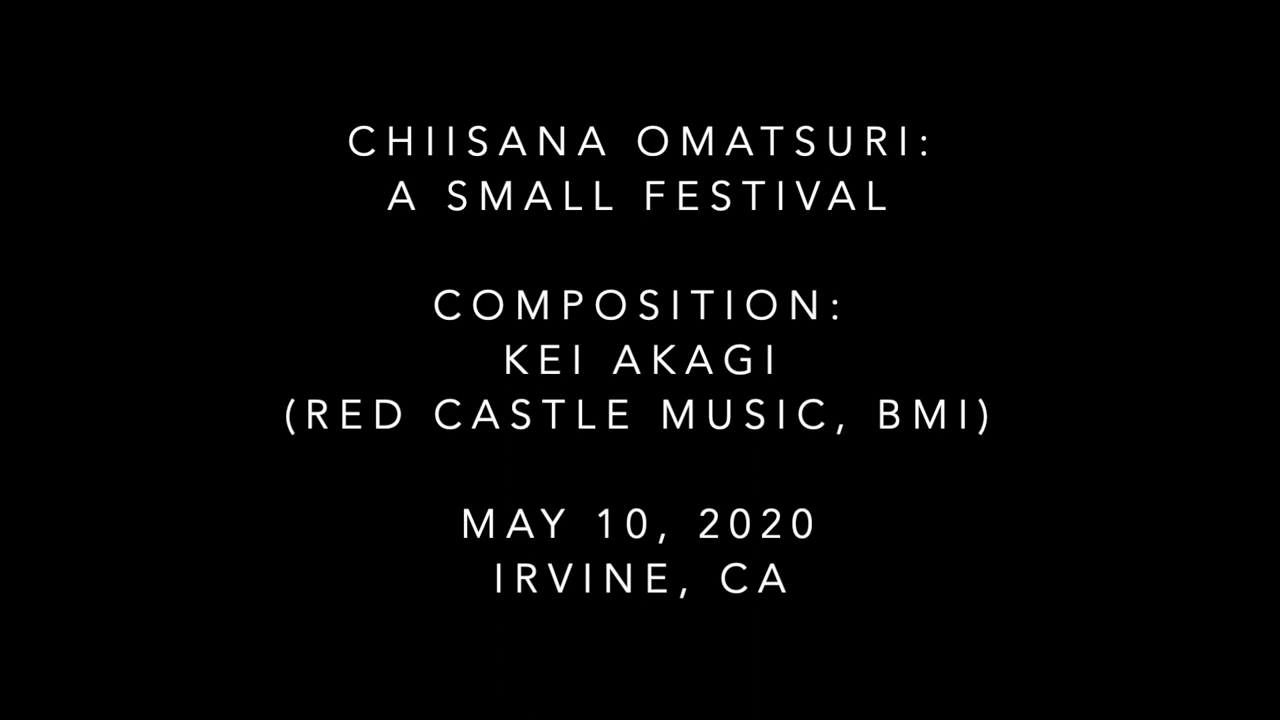 CHIISANA OMATSURI:
A SMALL FESTIVAL
COMPOSITION:
KEI AKAGI
(RED CASTLE MUSIC, BMI)
MAY 10, 2020
IRVINE, CA